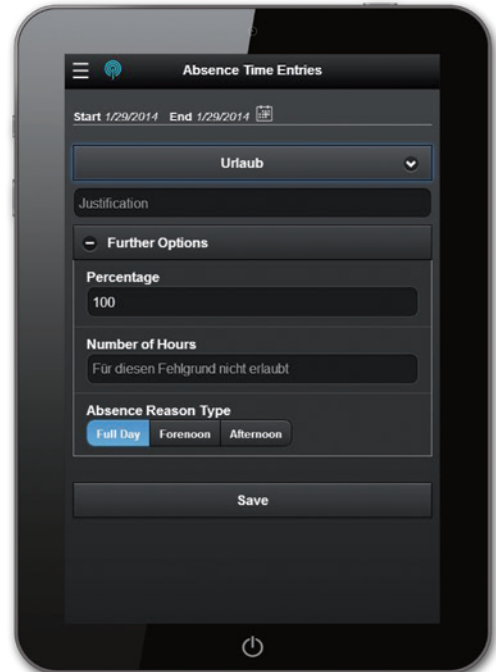 Absence Time Entries
Start 1/29/2014 End 1/29/2014
Urlaub
Justification
Further Options
Percentage
100
Number of Hours
Für diesen Fehlgrund nicht erlaubt
Absence Reason Type
Full Day Forenoon Afternoon
Save